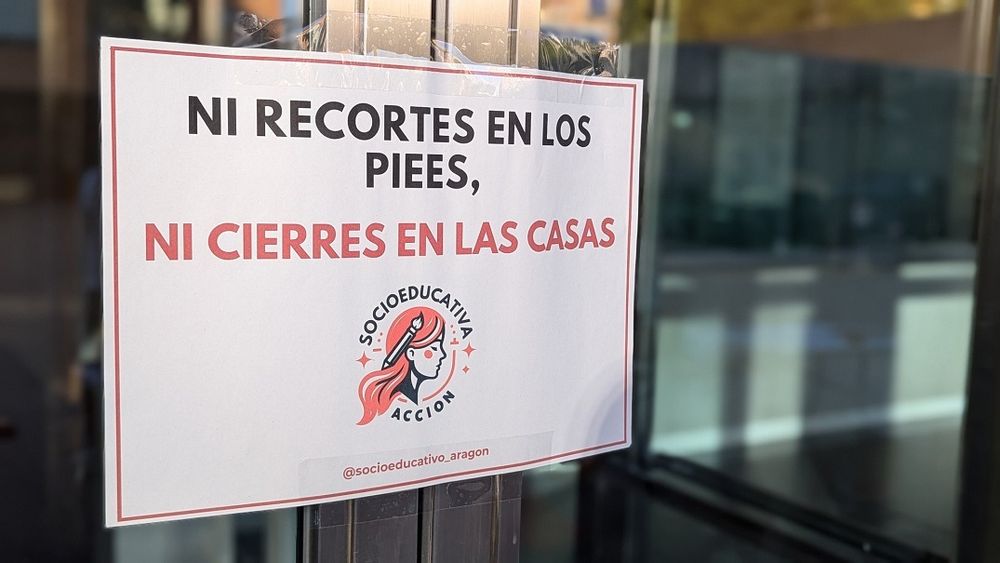 NI RECORTES EN LOS
PIEES,
NI CIERRES EN LAS CASAS
SOCIOEDUCATIVA
ACCION
@socioeducativo_aragon